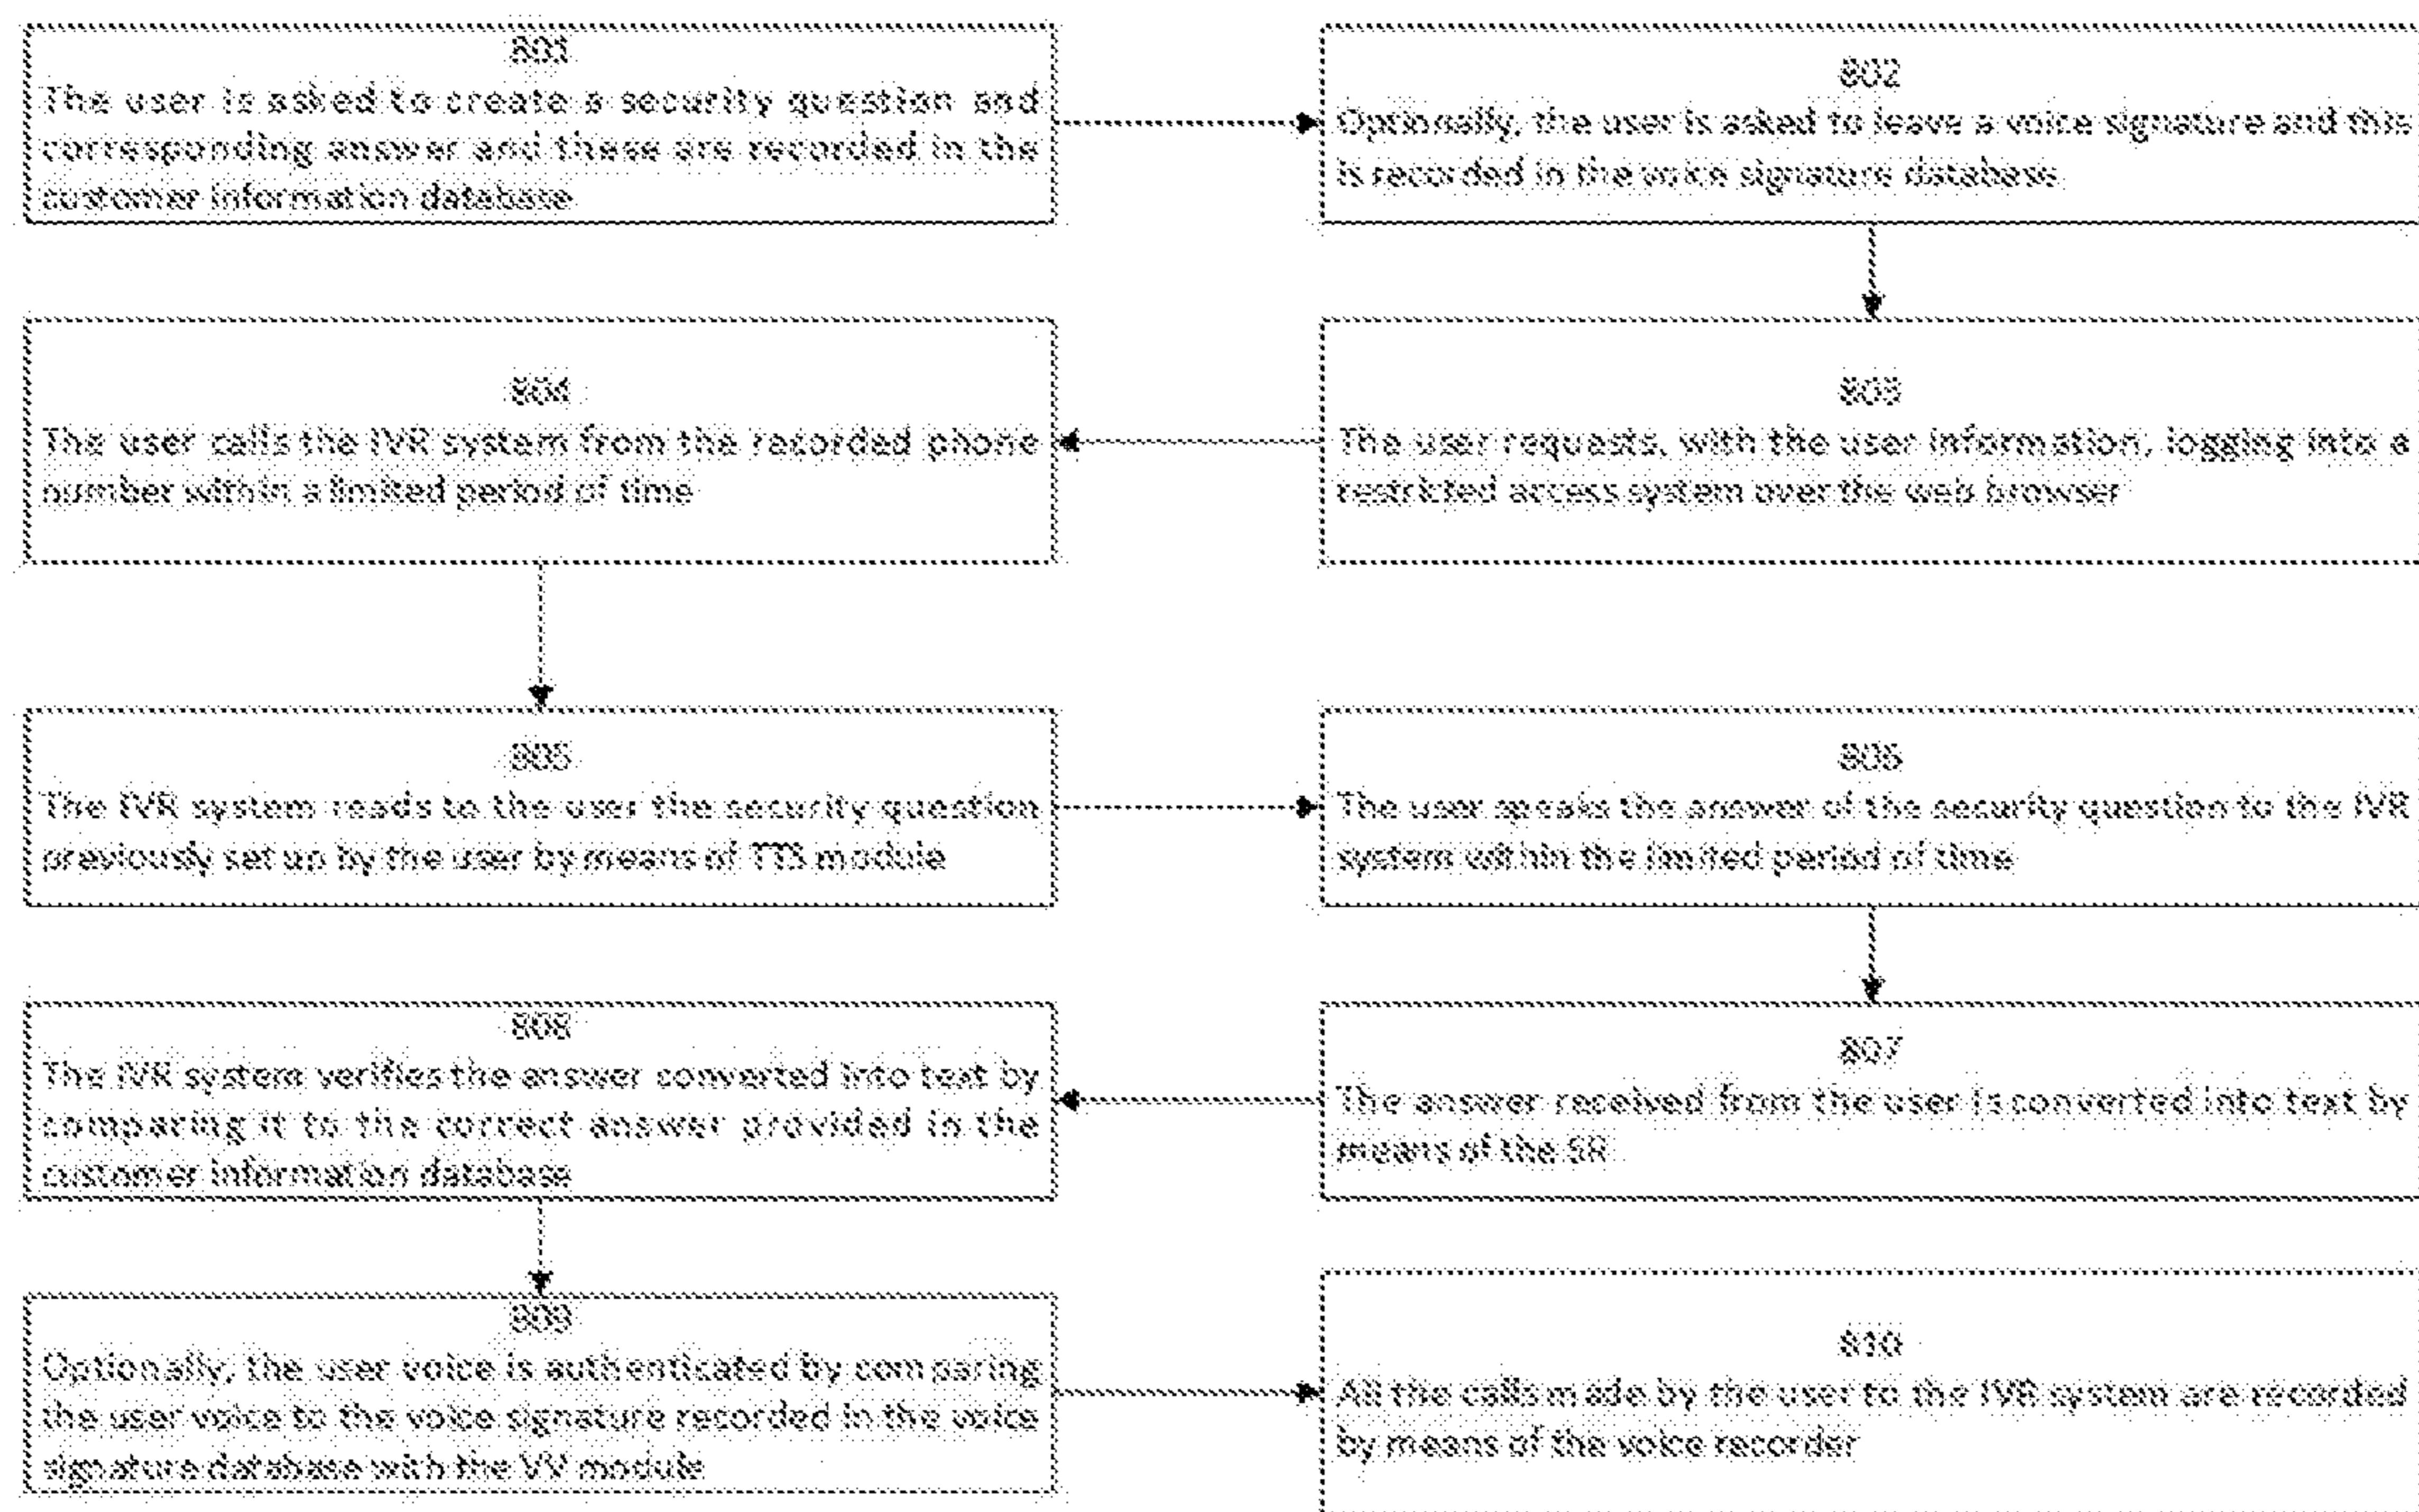 801
The user is asked to create a security question and
corresponding answer and these are recorded in the
customer information database
802
Optionally, the user is asked to leave a voice signature and this
is recorded in the voice signature database
803
The user requests, with the user information, logging into a
restricted access system over the web browser
804
The user calls the IVR system from the recorded phone
number within a limited period of time
805
The IVR system reads to the user the security question
previously set up by the user by means of TTS module
806
The user speaks the answer of the security question to the IVR
system within the limited period of time
807
The answer received from the user is converted into text by
means of the SR
808
The IVR system verifies the answer converted into text by
comparing it to the correct answer provided in the
customer information database
809
Optionally, the user voice is authenticated by comparing
the user voice to the voice signature recorded in the voice
signature database with the VV module
810
All the calls made by the user to the IVR system are recorded
by means of the voice recorder